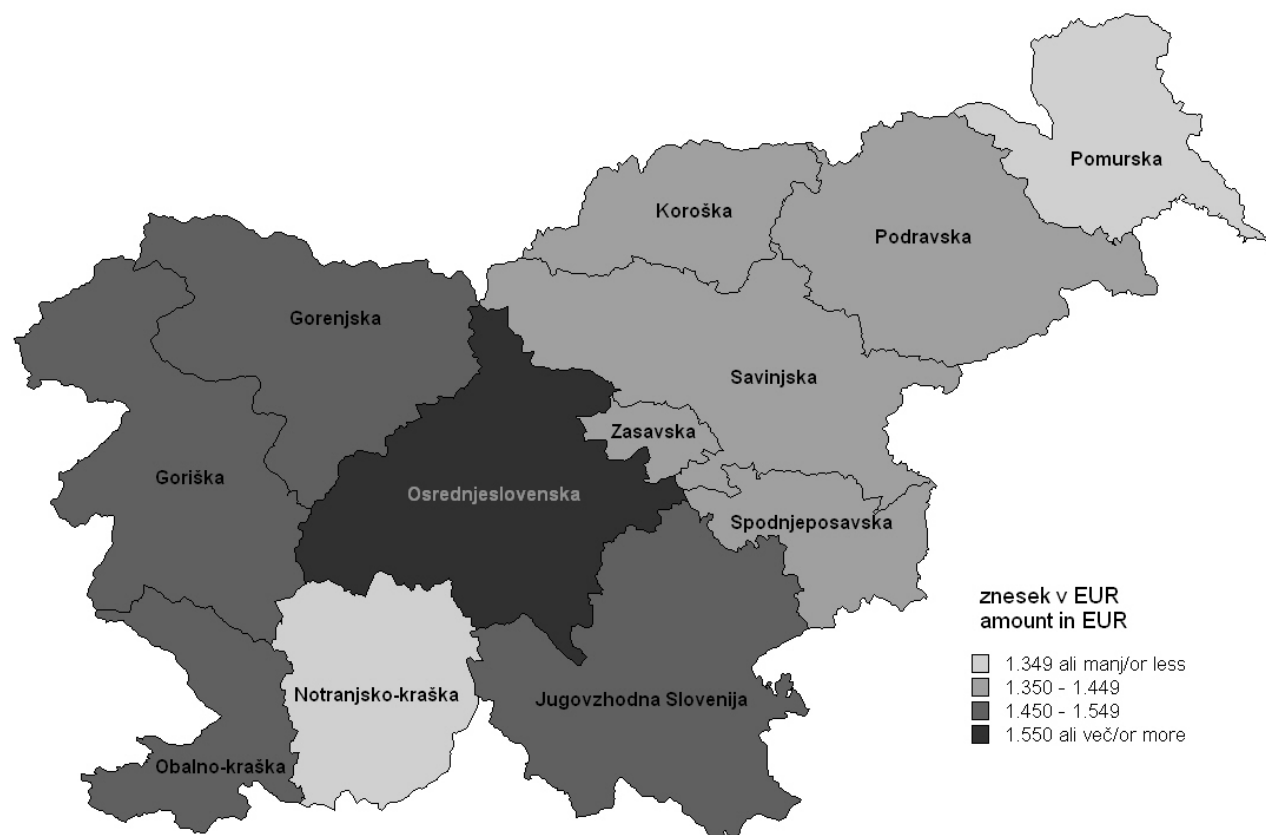 Pomurska
Koroška
Podravska
Gorenjska
Savinjska
Zasavska
Goriška
Osrednjeslovenska
Spodnjeposavska
znesek v EUR
amount in EUR
1.349 ali manj/or less
1.350 - 1.449
1.450 - 1.549
1.550 ali več/or more
Notranjsko-kraška
Jugovzhodna Slovenija
Obalno-kraška